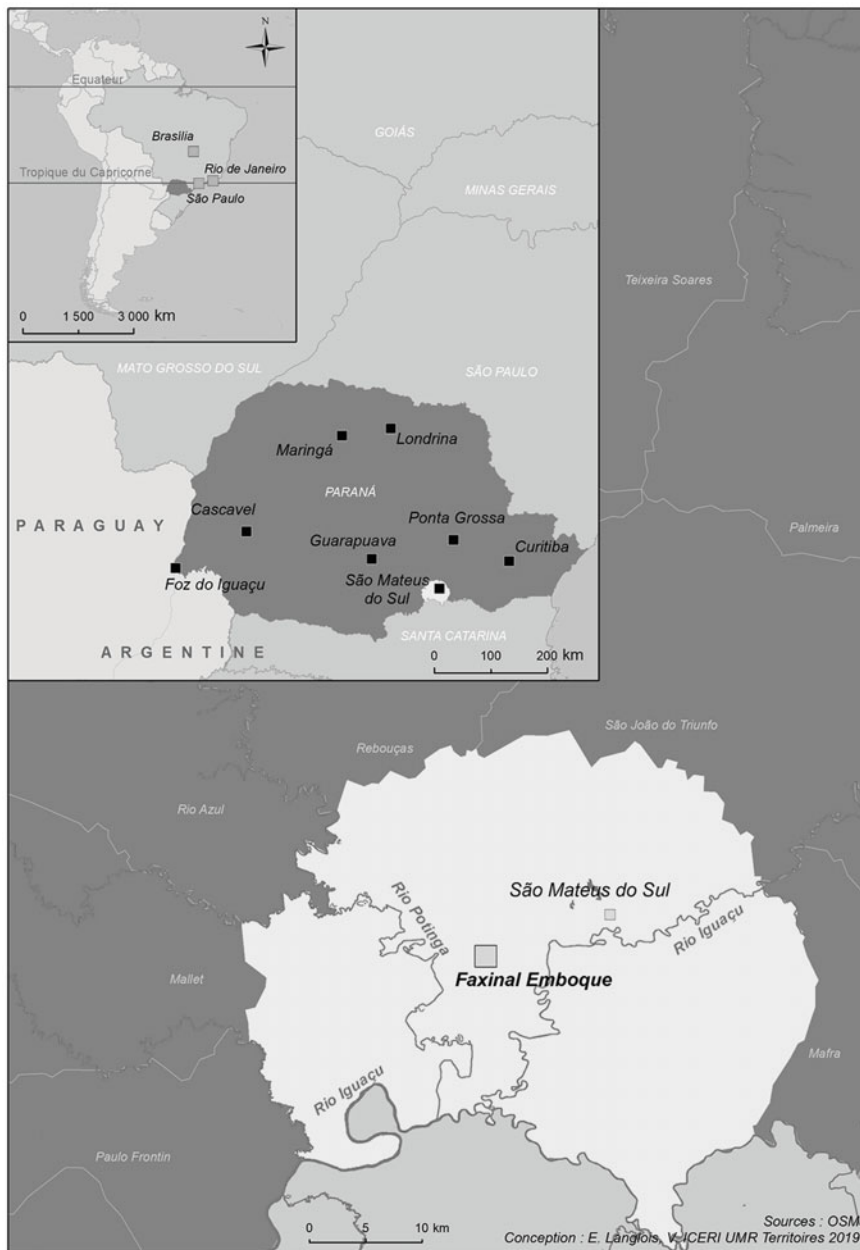 N
Equateur
Brasilia
Tropique du Capricorne
Rio de Janeiro
São Paulo
0 1 500 3 000 km
GOIÁS
MINAS GERAIS
MATO GROSSO DO SUL
SÃO PAULO
Maringá
Londrina
PARANÁ
Cascavel
PARAGUAY
Guarapuava
Ponta Grossa
Curitiba
Foz do Iguaçu
São Mateus
do Sul
SANTA CATARINA
ARGENTINE
0 100 200 km
Teixeira Soares
Palmeira
São João do Triunfo
Rebouças
Rio Azul
São Mateus do Sul
Rio Potinga
Rio Iguaçu
Faxinal Emboque
Mallet
Mafra
Rio Iguaçu
Paulo Frontin
0 5 10 km
Sources : OSM
Conception : E. Langlois, V. ICERI UMR Territoires 2019